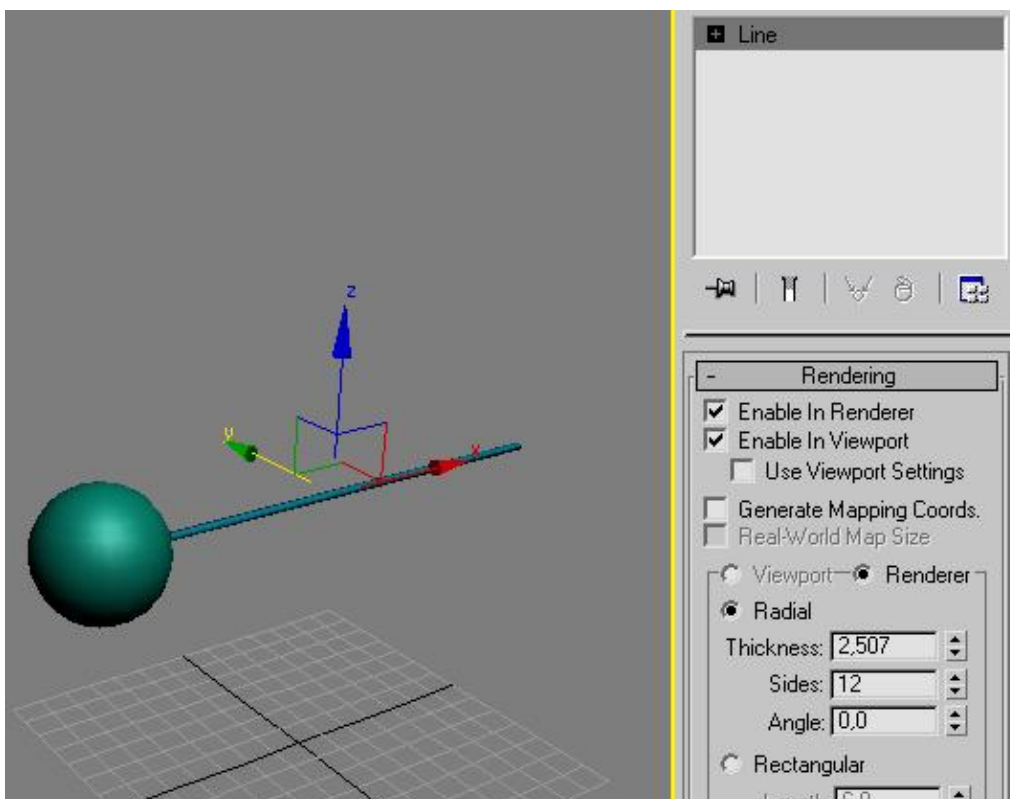 + Line
z
y
x
- Rendering
Enable In Renderer
Enable In Viewport
Use Viewport Settings
Generate Mapping Coords.
Real-World Map Size
Viewport Renderer
Radial
Thickness: 2,507
Sides: 12
Angle: 0,0
Rectangular